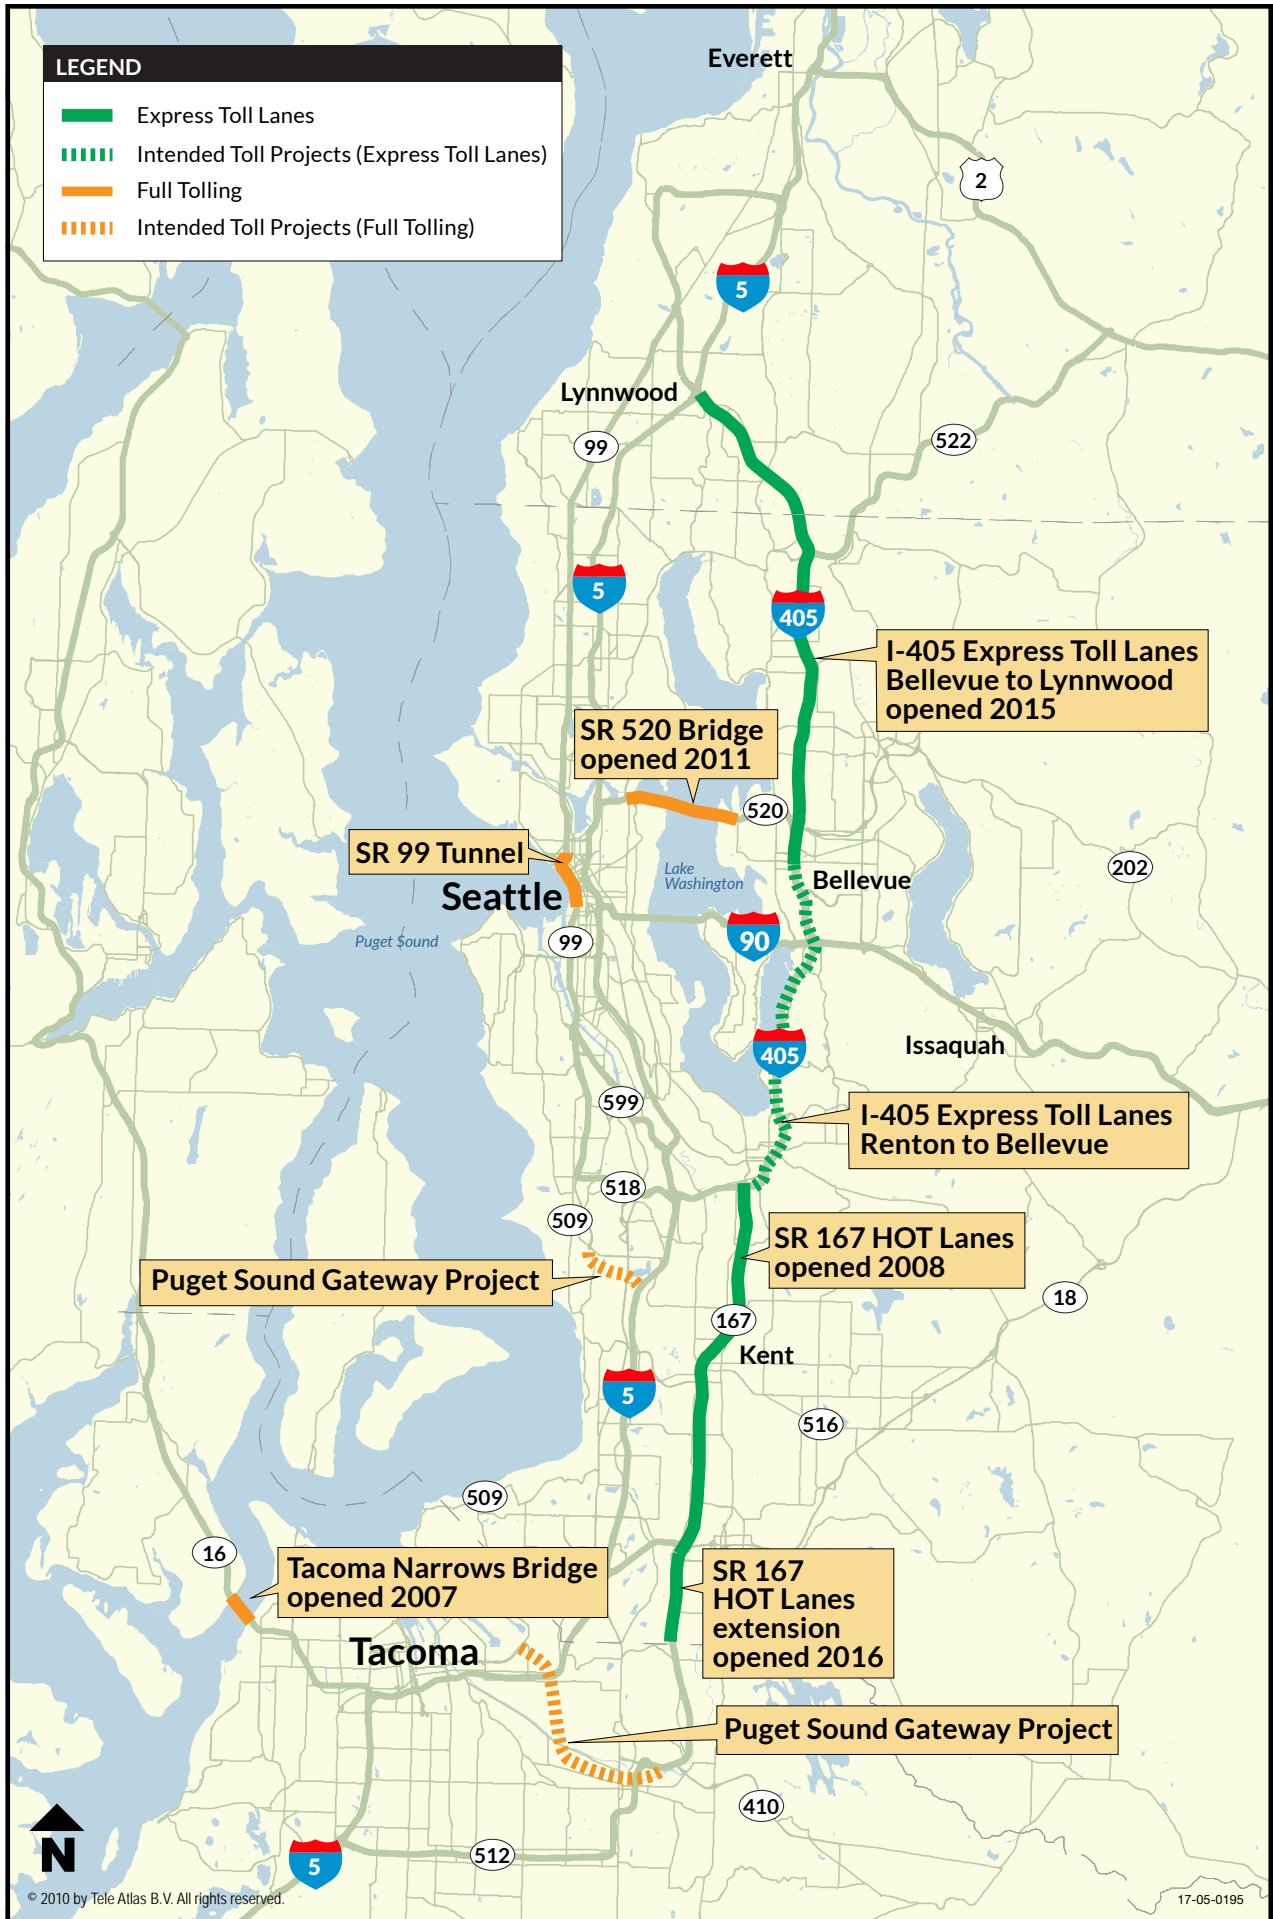 Everett
LEGEND
Express Toll Lanes
Intended Toll Projects (Express Toll Lanes)
Full Tolling
Intended Toll Projects (Full Tolling)
2
5
Lynnwood
99
522
5
405
I-405 Express Toll Lanes
Bellevue to Lynnwood
opened 2015
SR 520 Bridge
opened 2011
520
SR 99 Tunnel
Lake
Washington
202
Bellevue
Seattle
Puget Sound
99
90
405
Issaquah
599
I-405 Express Toll Lanes
Renton to Bellevue
518
509
SR 167 HOT Lanes
opened 2008
Puget Sound Gateway Project
18
167
Kent
5
516
509
16
Tacoma Narrows Bridge
opened 2007
SR 167
HOT Lanes
extension
opened 2016
Tacoma
Puget Sound Gateway Project
410
N
5
512
© 2010 by Tele Atlas B.V. All rights reserved.
17-05-0195